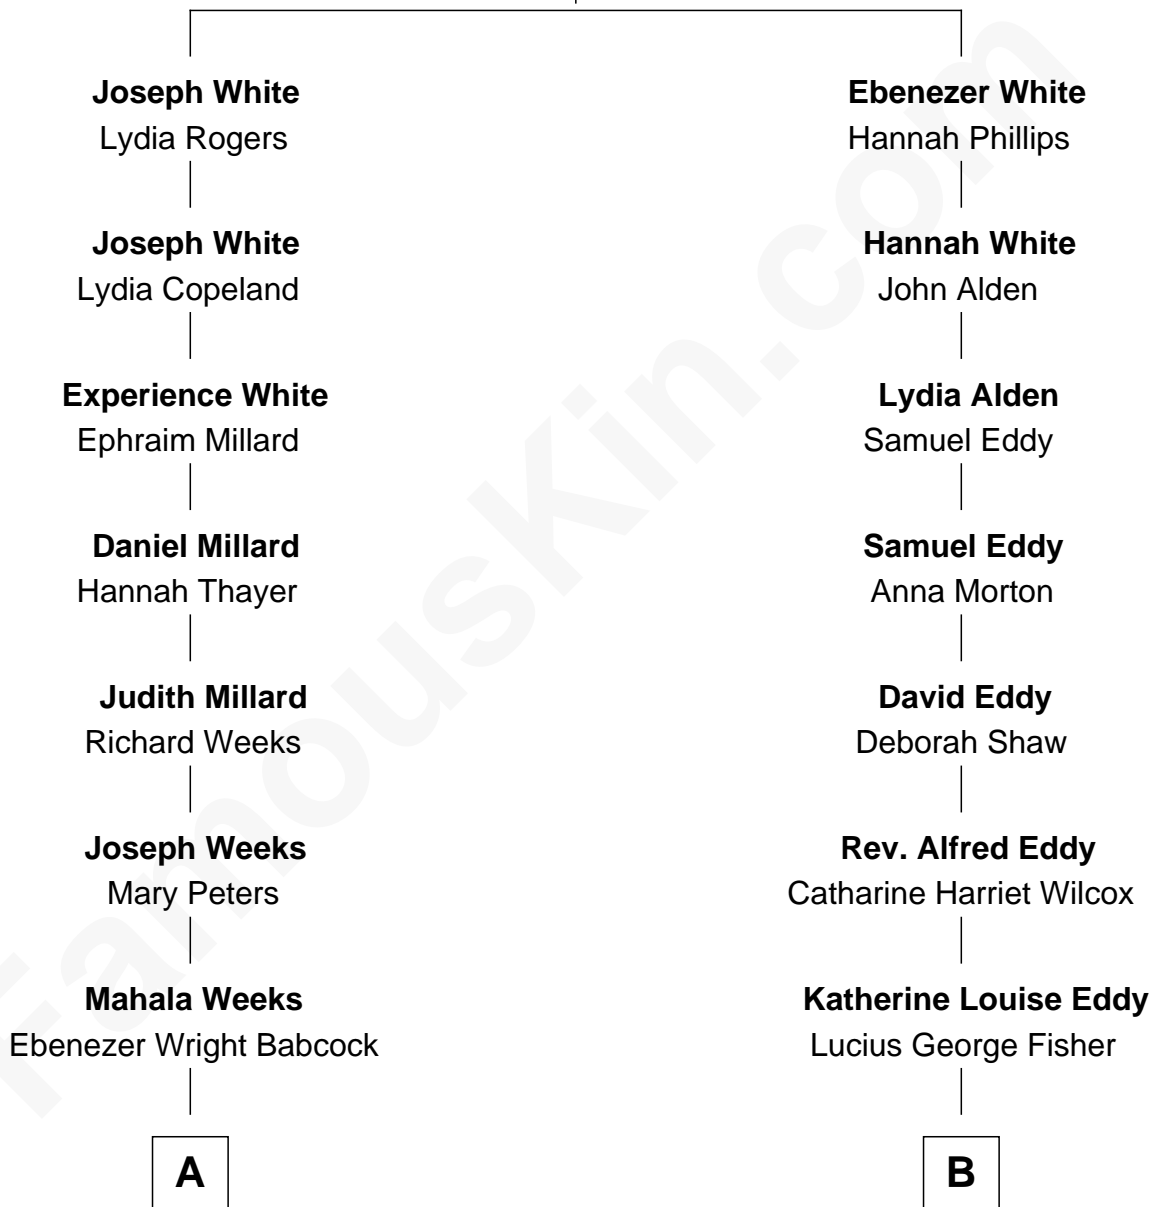 Joseph White
Lydia Rogers
Joseph White
Lydia Copeland
Experience White
Ephraim Millard
Daniel Millard
Hannah Thayer
Judith Millard
Richard Weeks
Joseph Weeks
Mary Peters
Mahala Weeks
Ebenezer Wright Babcock
A
Ebenezer White
Hannah Phillips
Hannah White
John Alden
Lydia Alden
Samuel Eddy
Samuel Eddy
Anna Morton
David Eddy
Deborah Shaw
Rev. Alfred Eddy
Catharine Harriet Wilcox
Katherine Louise Eddy
Lucius George Fisher
B
FamousKin.com